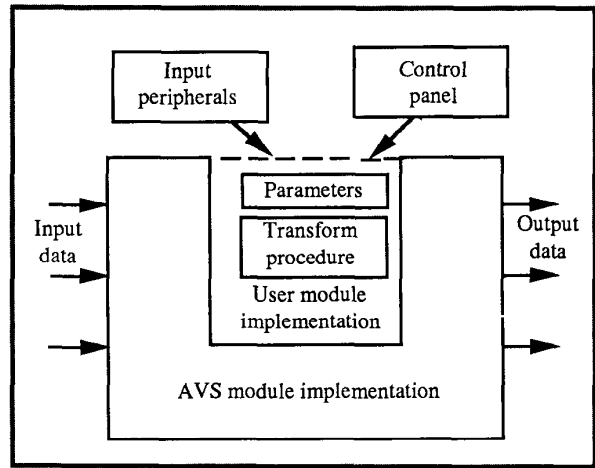 Input
peripherals
Control
panel
Parameters
Transform
procedure
User module
implementation
Input
data
Output
data
AVS module implementation